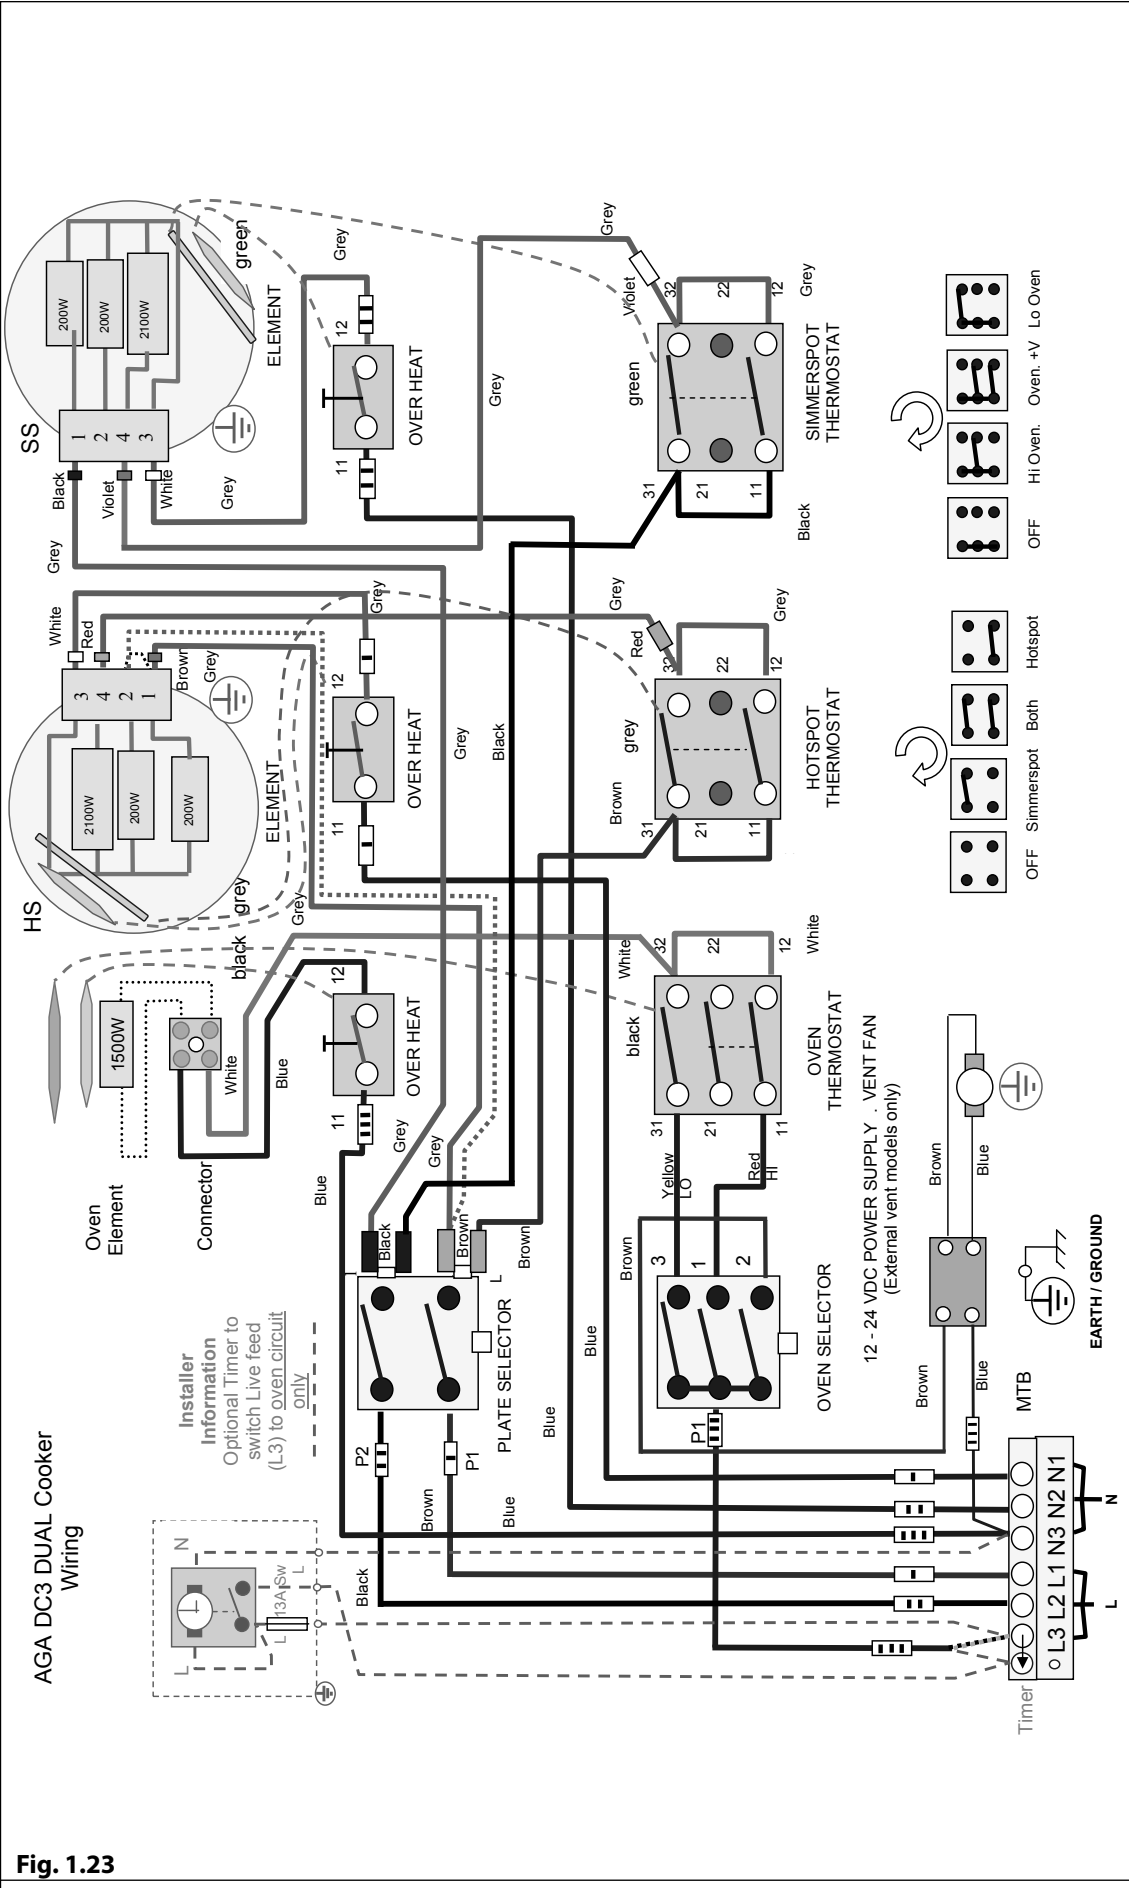 AGA DC3 DUAL Cooker
Wiring
Installer
Information
Optional Timer to
switch Live feed
(L3) to oven circuit
only
L
N
13A Sw
L
L
Oven
Element
Connector
1500W
White
Blue
black
12
OVER HEAT
11
Blue
HS
2100W
200W
200W
3
4
2
1
White
Red
Brown
Grey
ELEMENT
grey
Grey
12
Grey
OVER HEAT
11
SS
200W
200W
2100W
1
2
4
3
Black
Violet
White
Grey
Grey
ELEMENT
green
Grey
12
OVER HEAT
11
Grey
Grey
Grey
Grey
Black
Black
Brown
Brown
L
PLATE SELECTOR
P2
P1
Black
Brown
Blue
Blue
Blue
Brown
3
1
2
OVEN SELECTOR
P1
Yellow
LO
Red
HI
31
21
11
black
White
32
22
12
White
OVEN
THERMOSTAT
Brown
31
21
11
grey
Red
Grey
32
22
12
Grey
HOTSPOT
THERMOSTAT
Black
31
21
11
green
Violet
Grey
32
22
12
Grey
SIMMERSPOT
THERMOSTAT
12 - 24 VDC POWER SUPPLY . VENT FAN
(External vent models only)
Brown
Blue
Brown
Blue
MTB
EARTH / GROUND
OFF
Simmerspot
Both
Hotspot
OFF
Hi Oven.
Oven. +V
Lo Oven
Timer
L3 L2 L1 N3 N2 N1
L
N
Fig. 1.23